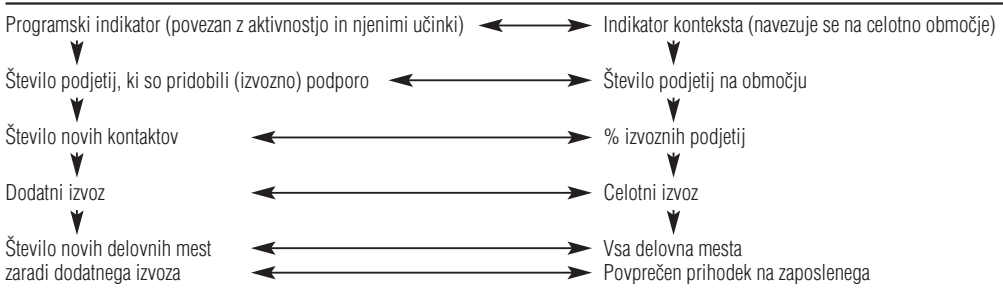 Programski indikator (povezan z aktivnostjo in njenimi učinki) Indikator konteksta (navezuje se na celotno območje)
Število podjetij, ki so pridobili (izvozno) podporo Število podjetij na območju
Število novih kontaktov % izvoznih podjetij
Dodatni izvoz Celotni izvoz
Število novih delovnih mest Vsa delovna mesta
zaradi dodatnega izvoza Povprečen prihodek na zaposlenega